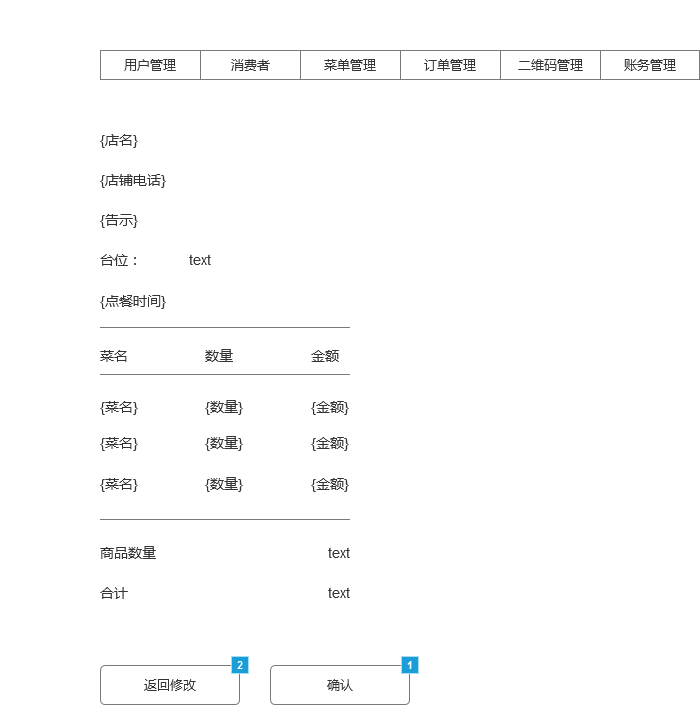 用户管理 消费者 菜单管理 订单管理 二维码管理 账务管理
{店名}
{店铺电话}
{告示}
台位： text
{点餐时间}
菜名 数量 金额
{菜名} {数量} {金额}
{菜名} {数量} {金额}
{菜名} {数量} {金额}
商品数量 text
合计 text
2 1
返回修改 确认